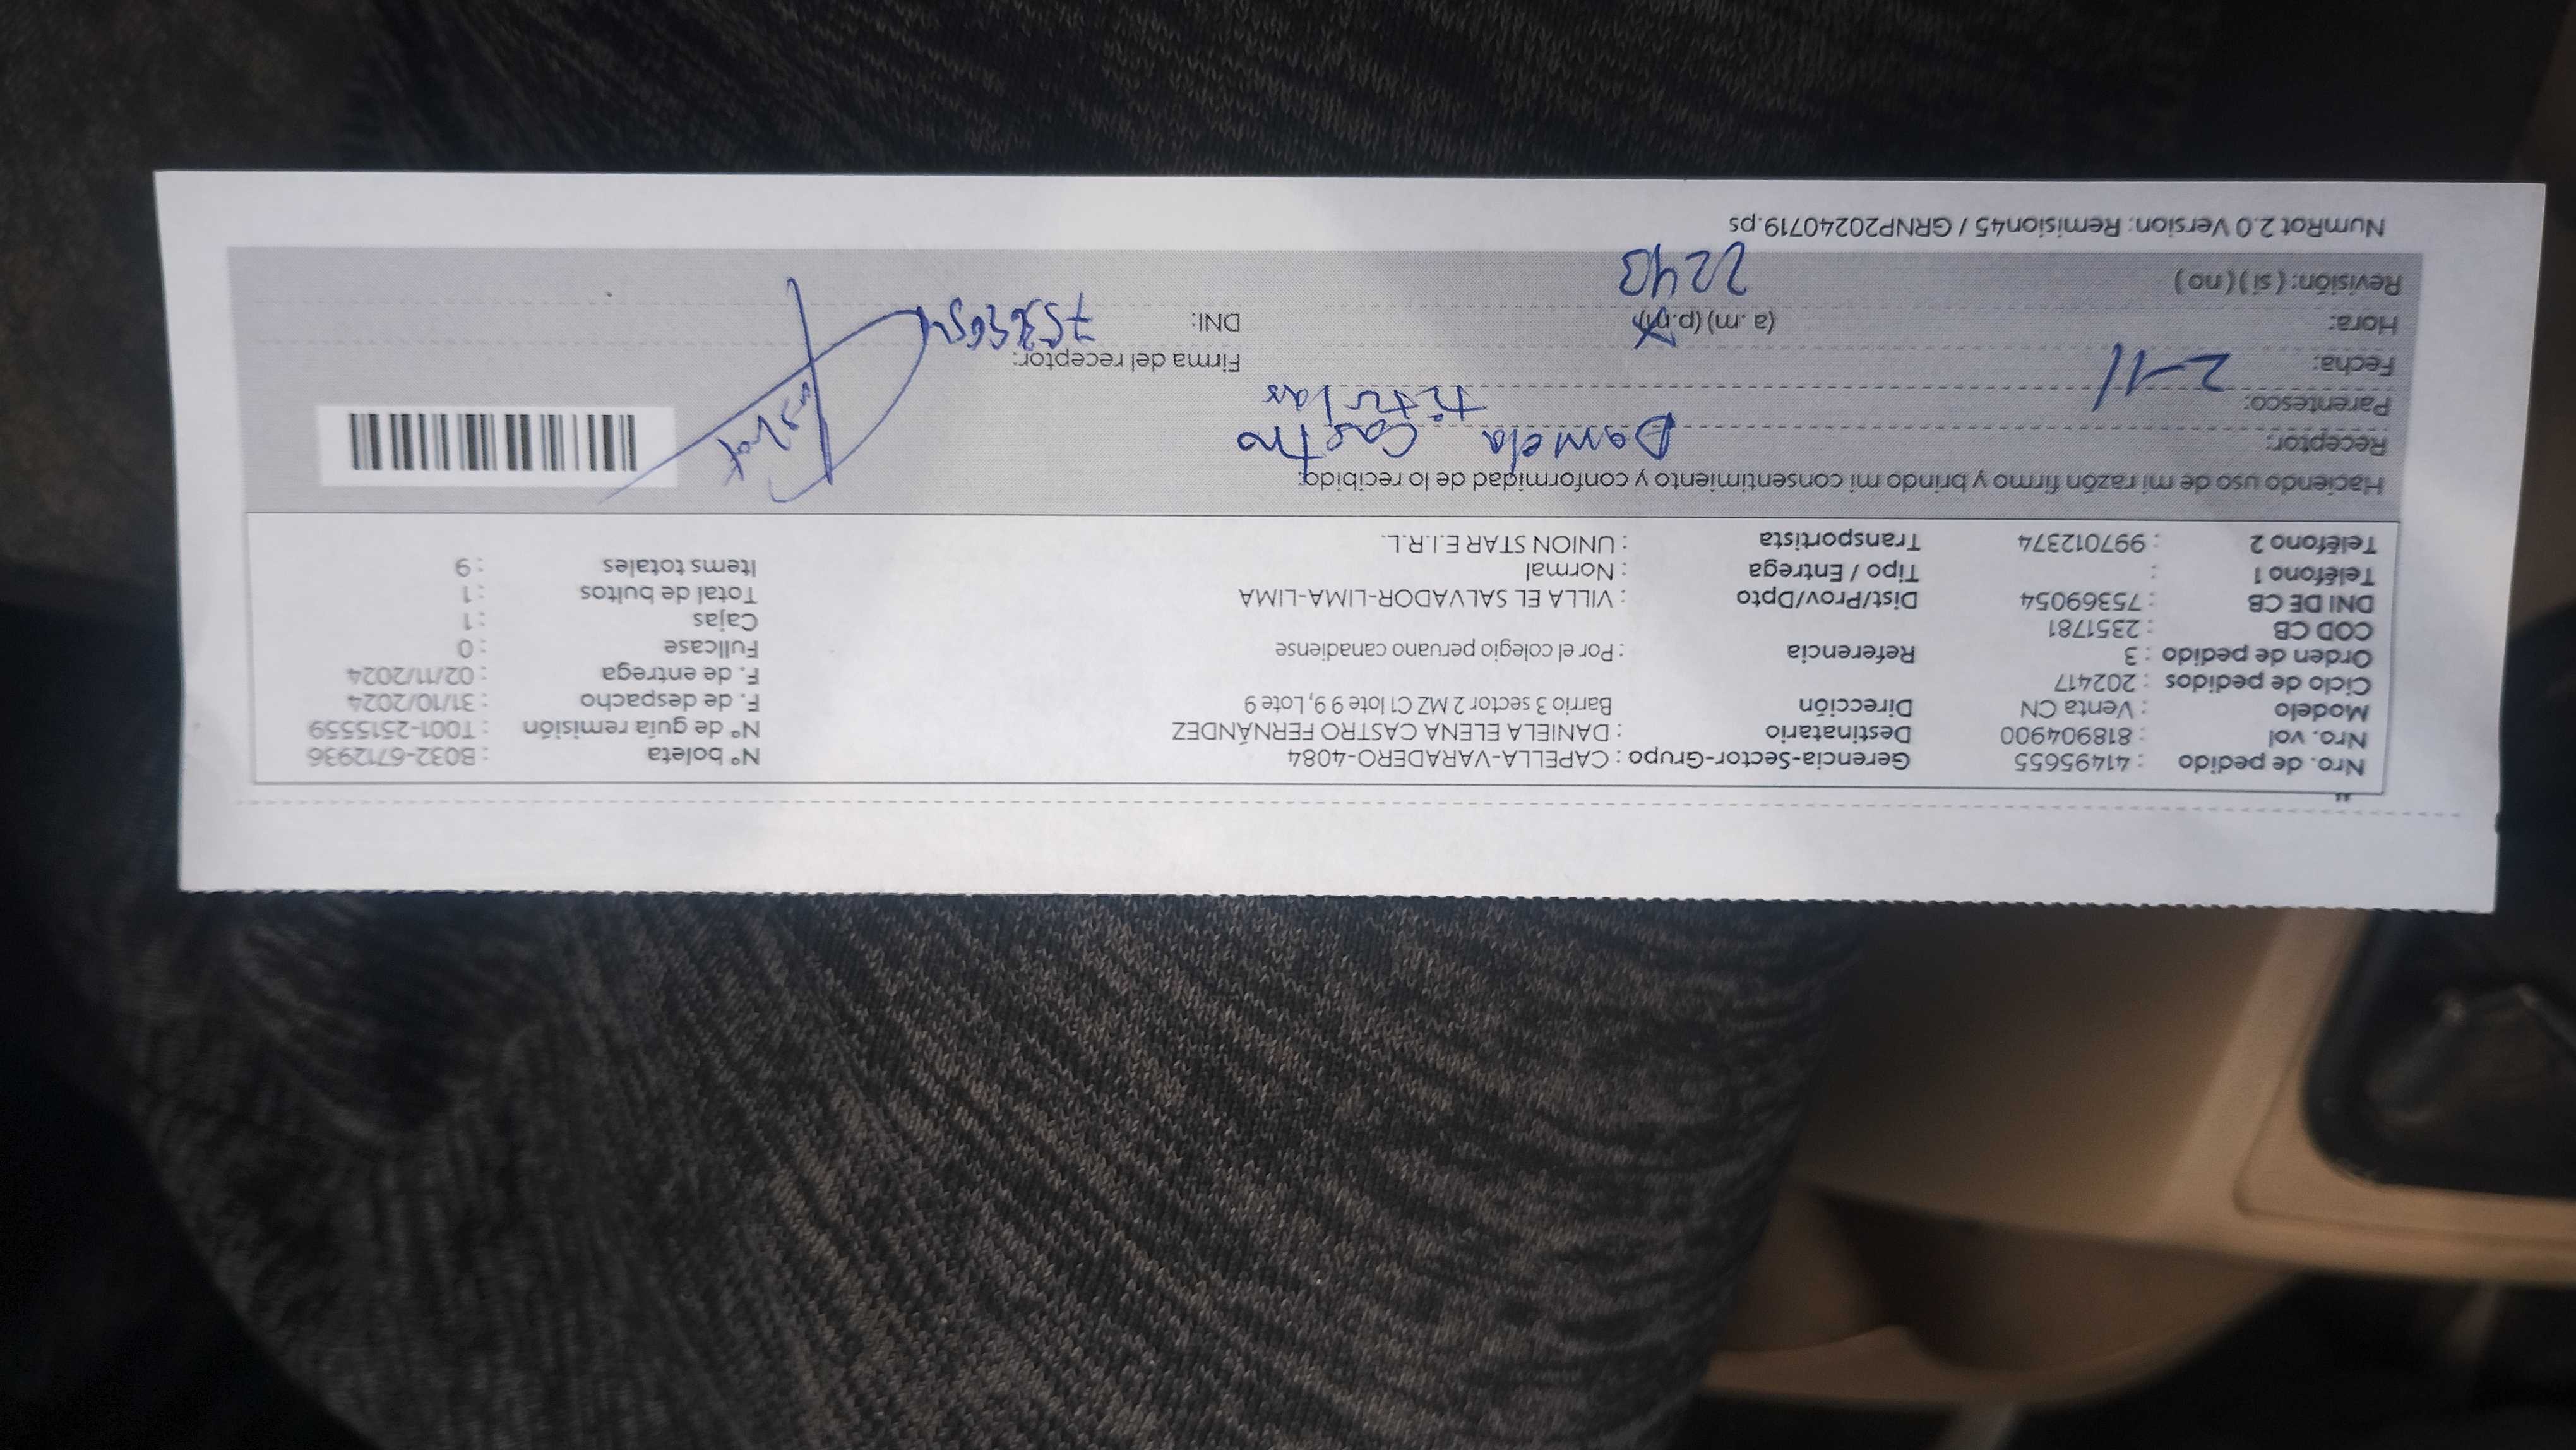 Nro. de pedido : 41495655 Gerencia-Sector-Grupo : CAPELLA-VARADERO-4084 N° boleta : B032-6712936
Nro. vol : 818904900 Destinatario : DANIELA ELENA CASTRO FERNÁNDEZ N° de guía remisión : T001-2515559
Modelo : Venta CN Dirección Barrio 3 sector 2 MZ C1 lote 9 9, Lote 9 F. de despacho : 31/10/2024
Ciclo de pedidos : 202417 F. de entrega : 02/11/2024
Orden de pedido : 3 Referencia : Por el colegio peruano canadiense Fullcase : 0
COD CB : 2351781 Cajas : 1
DNI DE CB : 75369054 Dist/Prov/Dpto : VILLA EL SALVADOR-LIMA-LIMA Total de bultos : 1
Teléfono 1 : Tipo / Entrega : Normal Items totales : 9
Teléfono 2 : 997012374 Transportista : UNION STAR E.I.R.L.
Haciendo uso de mi razón firmo y brindo mi consentimiento y conformidad de lo recibido:
Receptor: Daniela Castro
Parentesco: titular
Fecha: 2-11 Firma del receptor:
Hora: (a.m) (p.m) DNI:
Revisión: (si) (no) 2240
NumRot 2.0 Version: Remision45 / GRNP20240719.ps